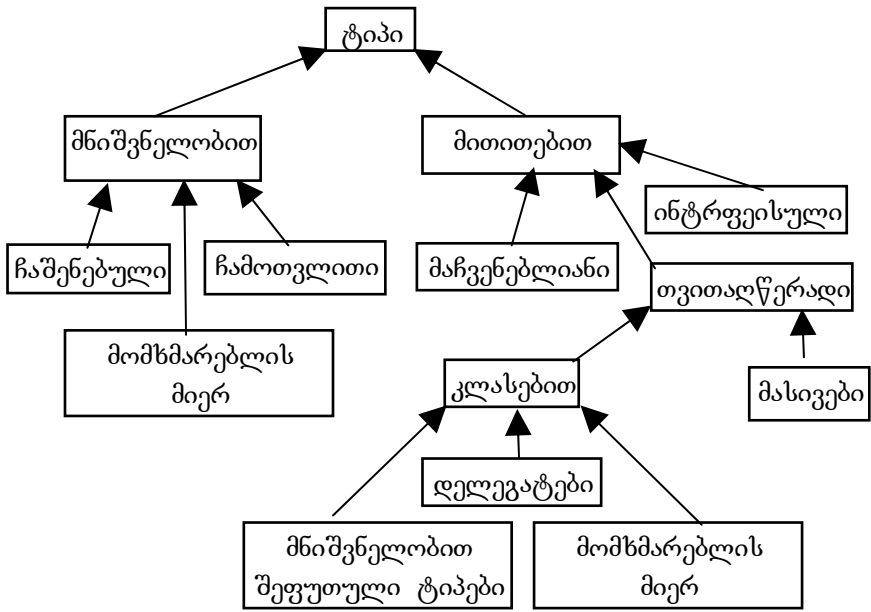 ტიპი
მნიშვნელობით
მითითებით
ინტრფეისული
ჩაშენებული
ჩამოთვლითი
მაჩვენებლიანი
თვითაღწერადი
მომხმარებლის
მიერ
კლასებით
მასივები
დელეგატები
მნიშვნელობით
შეფუთული ტიპები
მომხმარებლის
მიერ